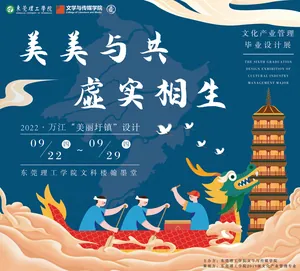 东莞理工学院
文学与传媒学院
美美与共
虚实相生
文化产业管理
毕业设计展
THE SIXTH GRADUATION
DESIGN EXHIBITION OF
CULTURAL INDUSTRY
MANAGEMENT MAJOR
2022·万江“美丽圩镇”设计
09/22 ~ 09/29
东莞理工学院文科楼翰墨堂